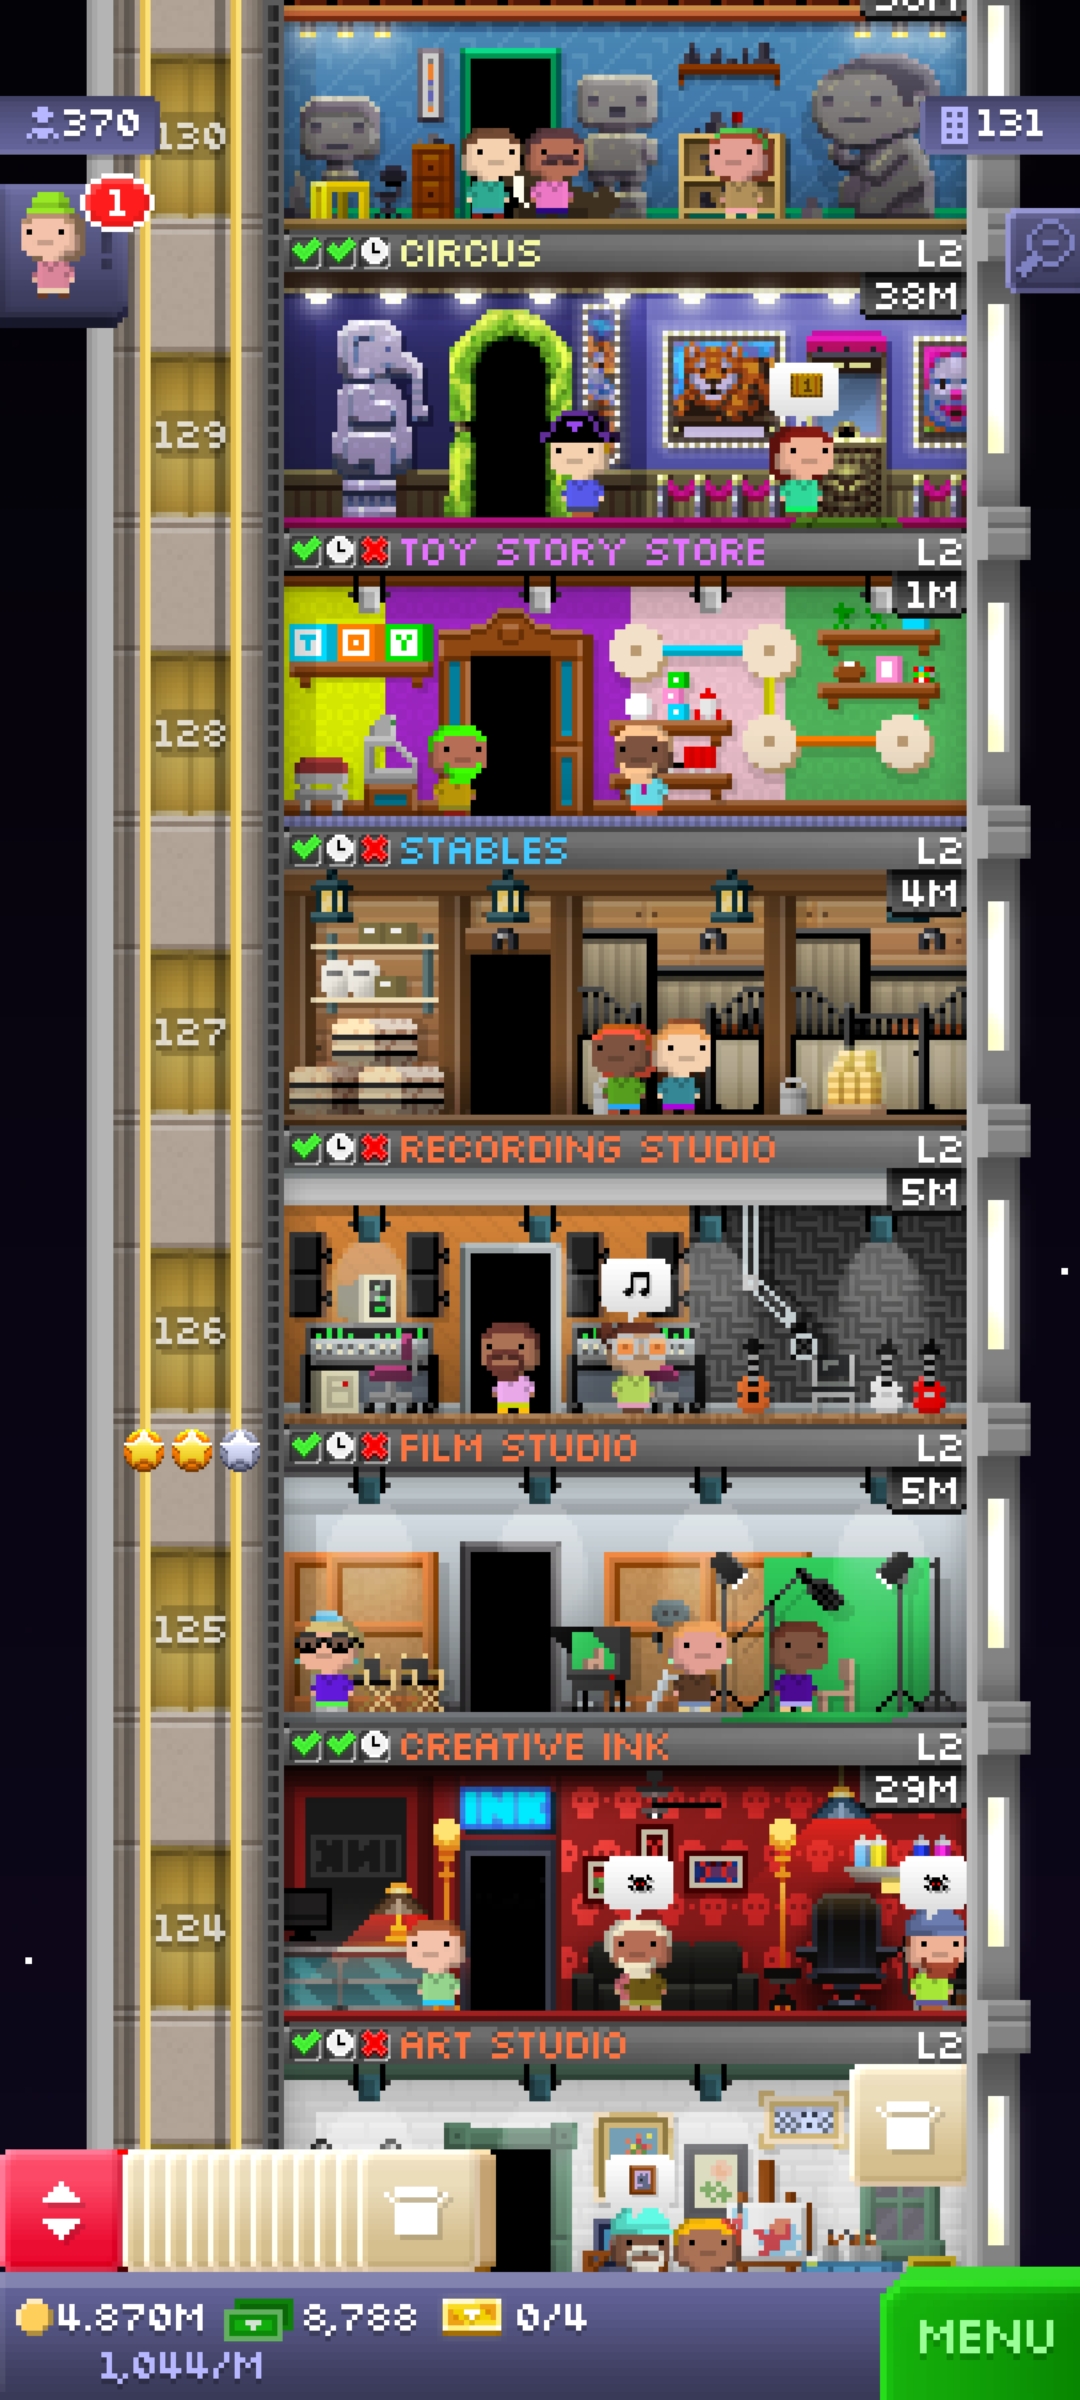 370
130
131
1
CIRCUS L2
38M
1
129
TOY STORY STORE L2
1M
TOY
128
STABLES L2
4M
127
RECORDING STUDIO L2
5M
126
FILM STUDIO L2
5M
125
CREATIVE INK L2
29M
INK
124
ART STUDIO L2
4.870M 8,788 0/4
1,044/M
MENU